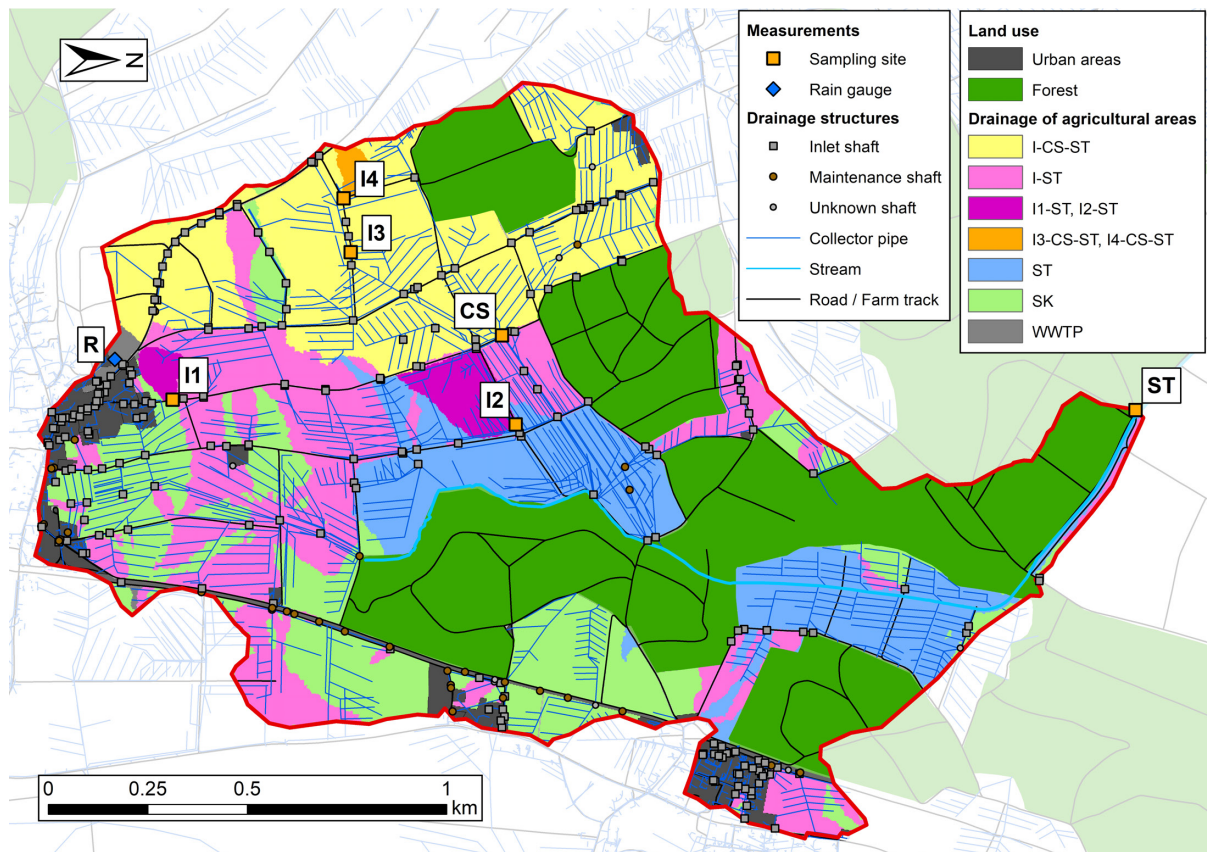 N
Measurements
Sampling site
Rain gauge
Drainage structures
Inlet shaft
Maintenance shaft
Unknown shaft
Collector pipe
Stream
Road / Farm track
Land use
Urban areas
Forest
Drainage of agricultural areas
I-CS-ST
I-ST
I1-ST, I2-ST
I3-CS-ST, I4-CS-ST
ST
SK
WWTP
I4
I3
CS
R
I1
I2
ST
0 0.25 0.5 1
km